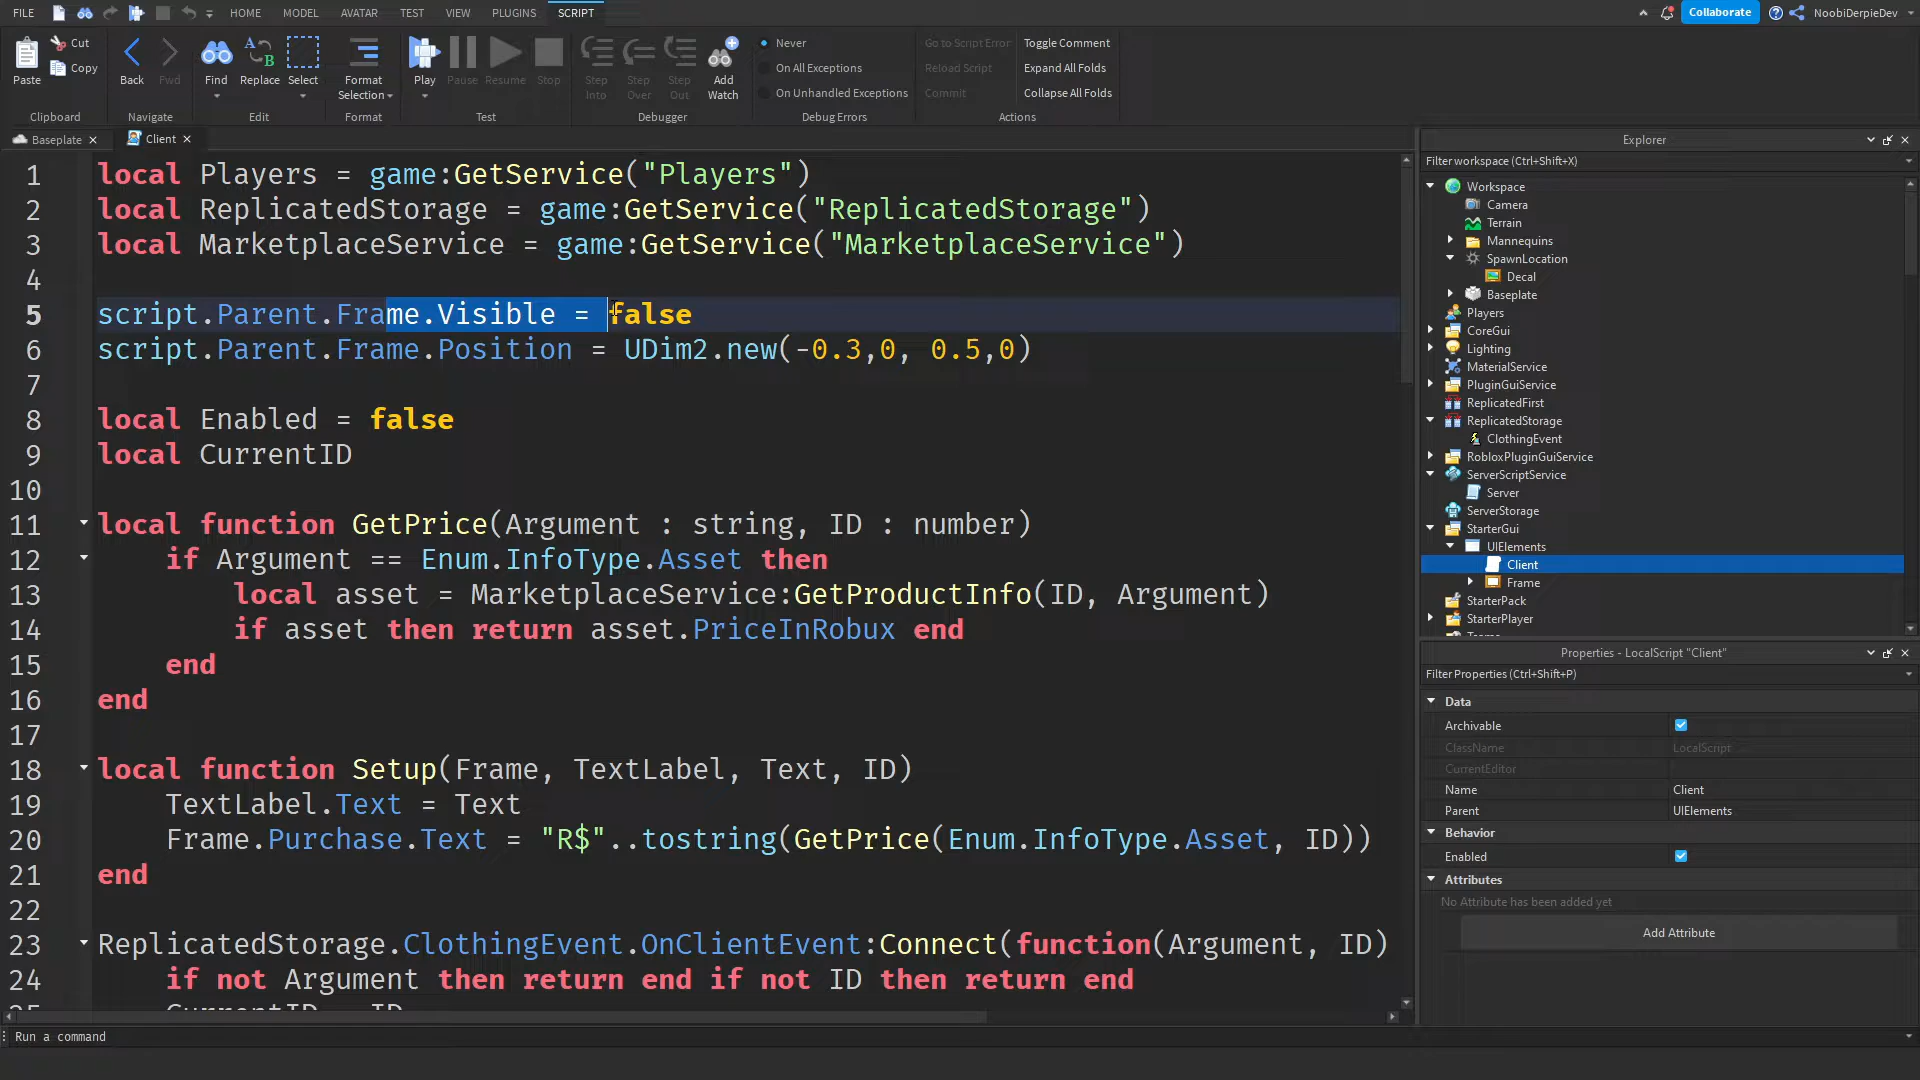 FILE HOME MODEL AVATAR TEST VIEW PLUGINS SCRIPT Collaborate NoobiDerpieDev
Paste Cut Copy Clipboard
Back Fwd Navigate
Find Replace Select Edit
Format Selection Format
Play Pause Resume Stop Test
Step Into Step Over Step Out Add Watch Debugger
Never
On All Exceptions
On Unhandled Exceptions
Debug Errors
Go to Script Error Toggle Comment
Reload Script Expand All Folds
Commit Collapse All Folds
Actions
Baseplate Client
1 local Players = game:GetService("Players")
2 local ReplicatedStorage = game:GetService("ReplicatedStorage")
3 local MarketplaceService = game:GetService("MarketplaceService")
4
5 script.Parent.Frame.Visible = false
6 script.Parent.Frame.Position = UDim2.new(-0.3,0, 0.5,0)
7
8 local Enabled = false
9 local CurrentID
10
11 local function GetPrice(Argument : string, ID : number)
12 if Argument == Enum.InfoType.Asset then
13 local asset = MarketplaceService:GetProductInfo(ID, Argument)
14 if asset then return asset.PriceInRobux end
15 end
16 end
17
18 local function Setup(Frame, TextLabel, Text, ID)
19 TextLabel.Text = Text
20 Frame.Purchase.Text = "R$"..tostring(GetPrice(Enum.InfoType.Asset, ID))
21 end
22
23 ReplicatedStorage.ClothingEvent.OnClientEvent:Connect(function(Argument, ID)
24 if not Argument then return end if not ID then return end
25 CurrentID = ID
Run a command
Explorer
Filter workspace (Ctrl+Shift+X)
Workspace
Camera
Terrain
Mannequins
SpawnLocation
Decal
Baseplate
Players
CoreGui
Lighting
MaterialService
PluginGuiService
ReplicatedFirst
ReplicatedStorage
ClothingEvent
RobloxPluginGuiService
ServerScriptService
Server
ServerStorage
StarterGui
UIElements
Client
Frame
StarterPack
StarterPlayer
Teams
Properties - LocalScript "Client"
Filter Properties (Ctrl+Shift+P)
Data
Archivable
ClassName LocalScript
CurrentEditor
Name Client
Parent UIElements
Behavior
Enabled
Attributes
No Attribute has been added yet
Add Attribute